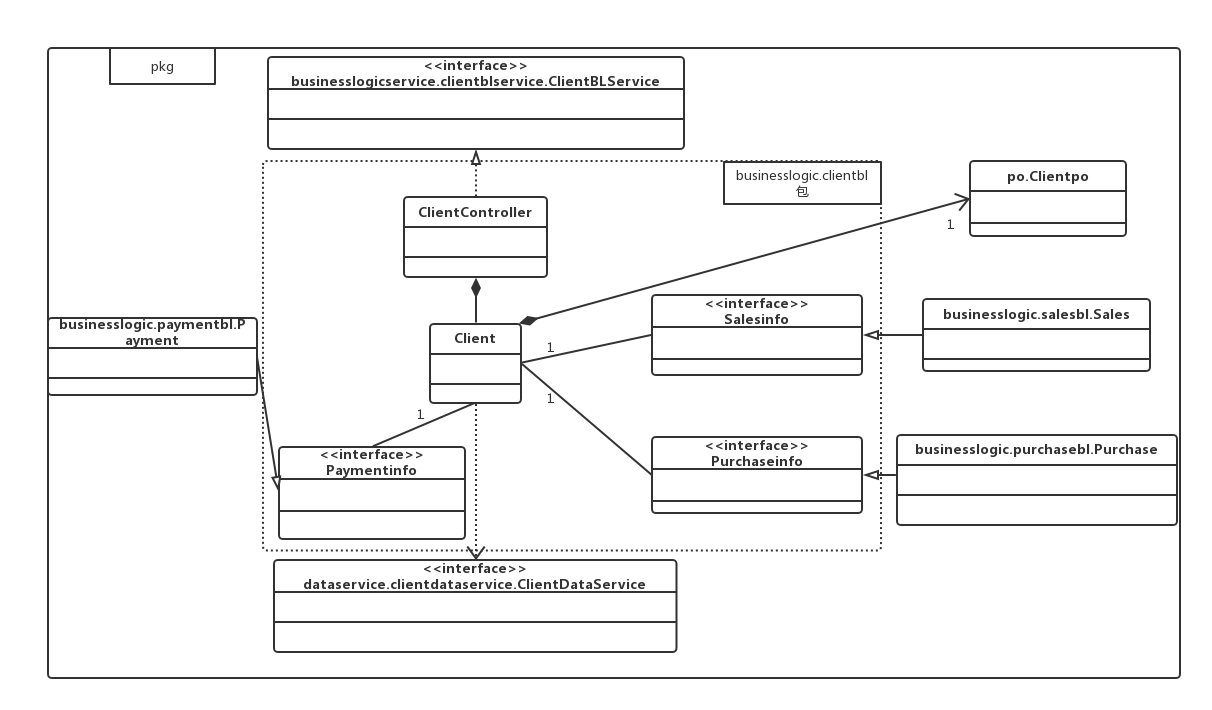 pkg
<<interface>>
businesslogicservice.clientblservice.ClientBLService
businesslogic.clientbl
包
po.Clientpo
1
ClientController
<<interface>>
Salesinfo
businesslogic.salesbl.Sales
businesslogic.paymentbl.P
ayment
Client
1
1
1
<<interface>>
Purchaseinfo
businesslogic.purchasebl.Purchase
<<interface>>
Paymentinfo
<<interface>>
dataservice.clientdataservice.ClientDataService